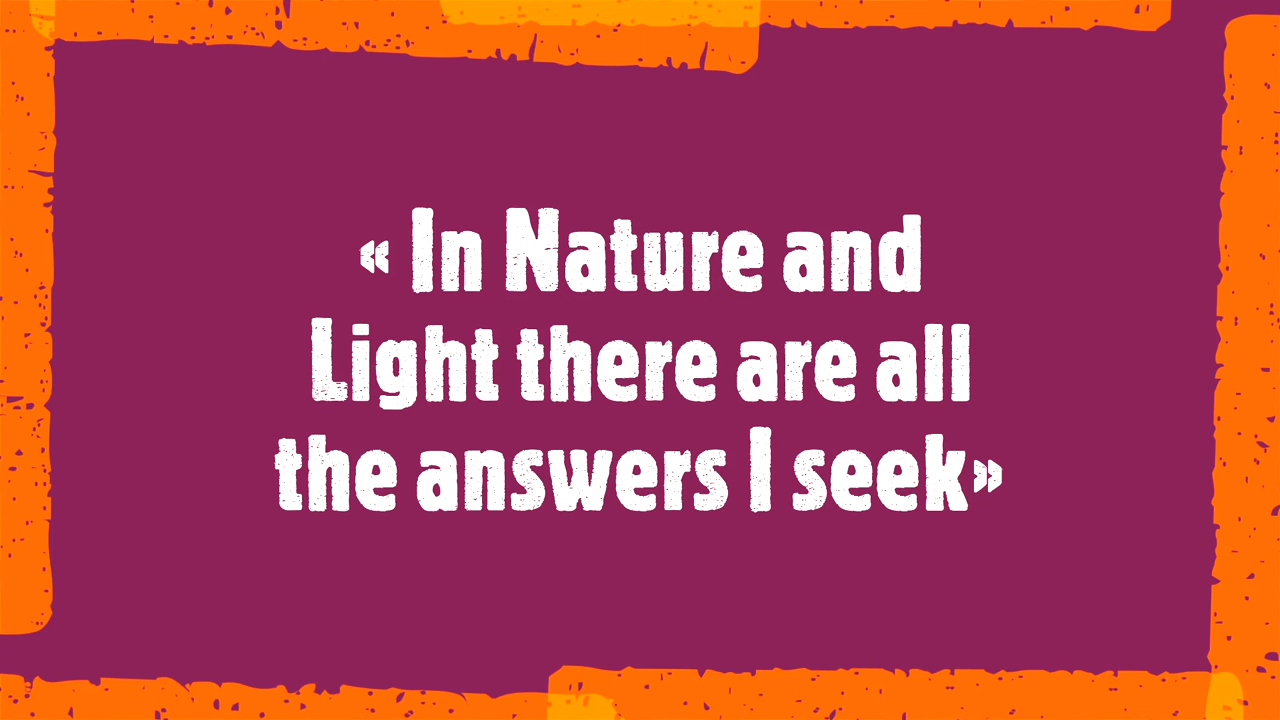 « In Nature and
Light there are all
the answers I seek»